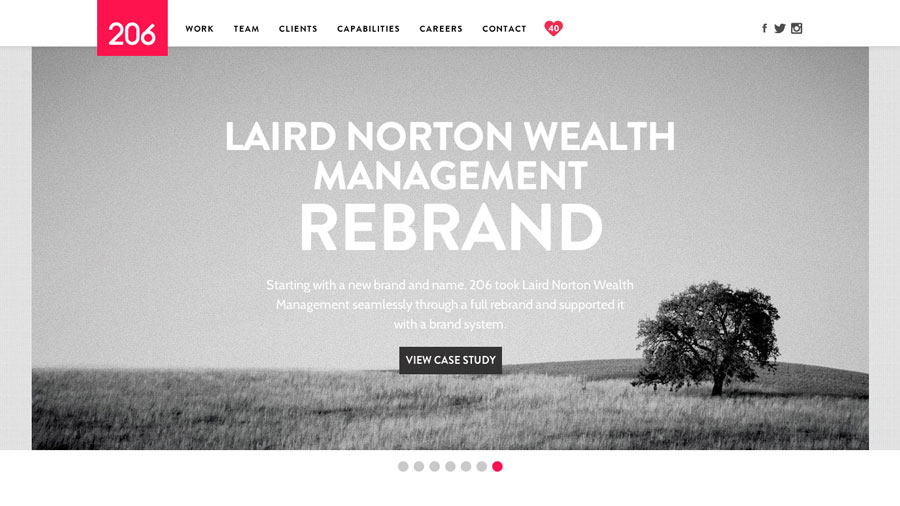 206
WORK TEAM CLIENTS CAPABILITIES CAREERS CONTACT 40
LAIRD NORTON WEALTH
MANAGEMENT
REBRAND
Starting with a new brand and name, 206 took Laird Norton Wealth
Management seamlessly through a full rebrand and supported it
with a brand system.
VIEW CASE STUDY